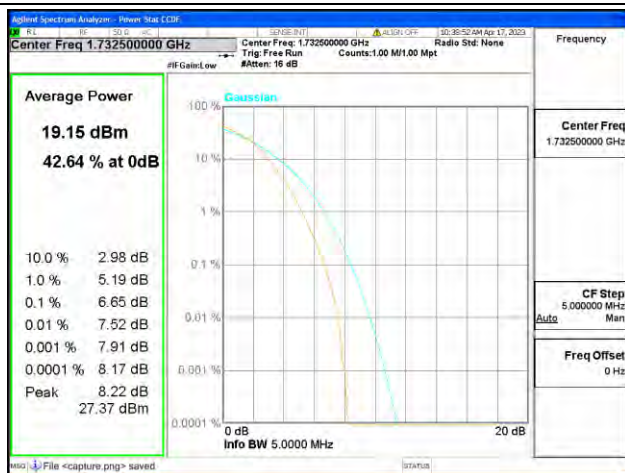 Agilent Spectrum Analyzer - Power Stat CCDF
RL RF 50 Ω SENSE:INT ALIGN OFF 10:38:52 AM Apr 17, 2023
Center Freq 1.732500000 GHz
Center Freq: 1.732500000 GHz Radio Std: None
Trig: Free Run Counts:1.00 M/1.00 Mpt
#IFGain:Low #Atten: 16 dB
Frequency
Average Power
19.15 dBm
42.64 % at 0dB
10.0 % 2.98 dB
1.0 % 5.19 dB
0.1 % 6.65 dB
0.01 % 7.52 dB
0.001 % 7.91 dB
0.0001 % 8.17 dB
Peak 8.22 dB
27.37 dBm
Gaussian
100 %
10 %
1 %
0.1 %
0.01 %
0.001 %
0.0001 %
0 dB 20 dB
Info BW 5.0000 MHz
Center Freq
1.732500000 GHz
CF Step
5.000000 MHz
Auto Man
Freq Offset
0 Hz
MSG File <capture.png> saved STATUS